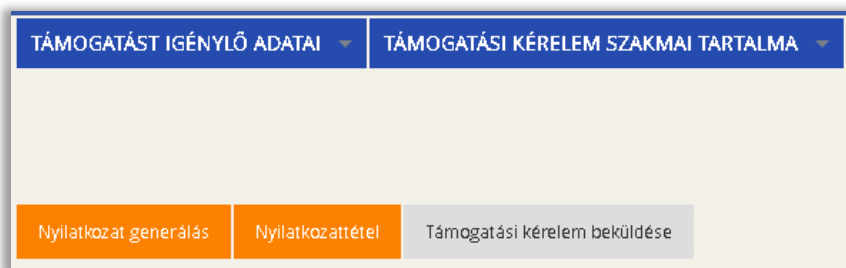 TÁMOGATÁST IGÉNYLŐ ADATAI TÁMOGATÁSI KÉRELEM SZAKMAI TARTALMA
Nyilatkozat generálás Nyilatkozattétel Támogatási kérelem beküldése